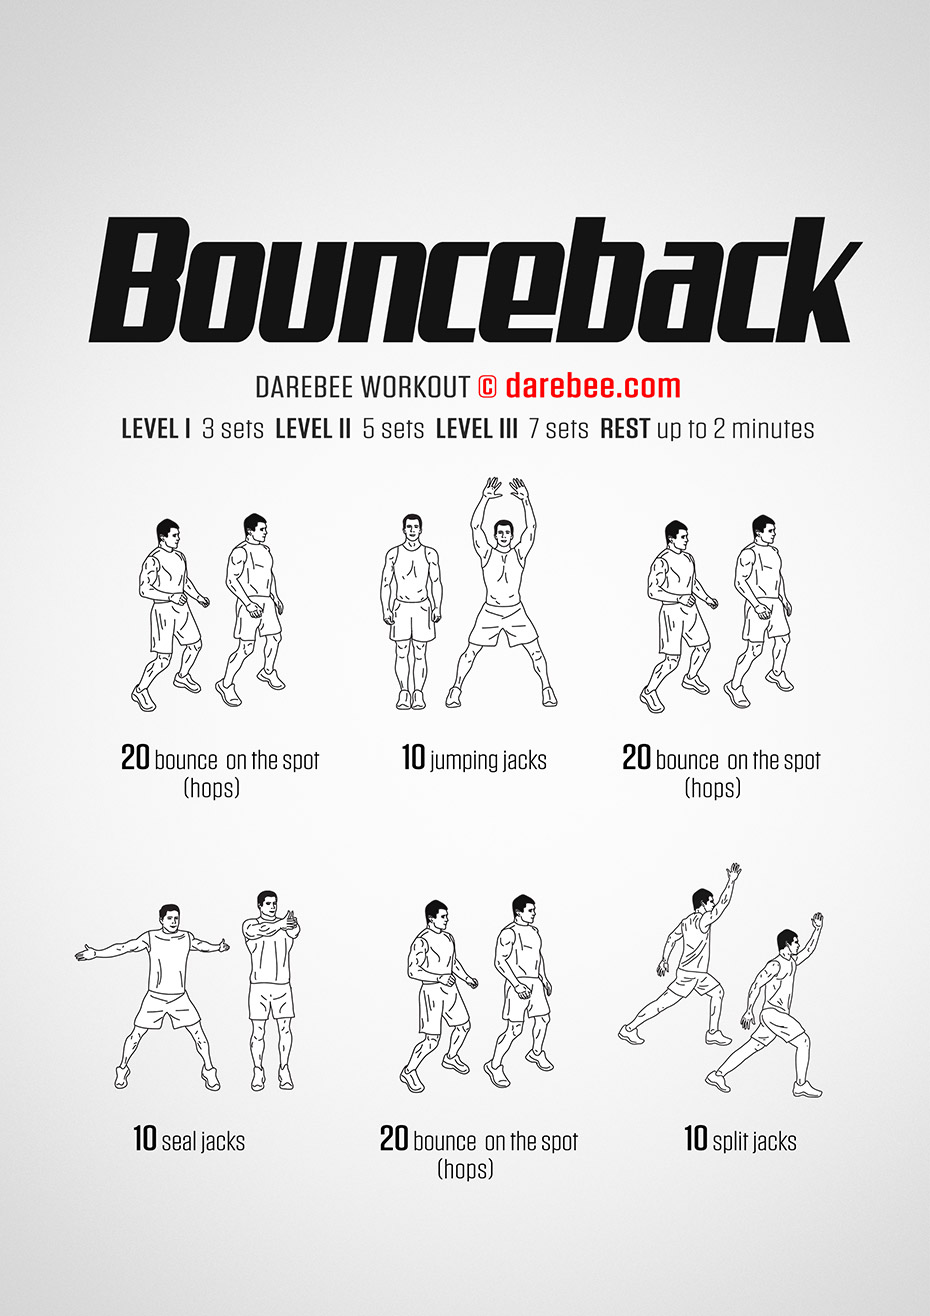 Bounceback
DAREBEE WORKOUT © darebee.com
LEVEL I 3 sets LEVEL II 5 sets LEVEL III 7 sets REST up to 2 minutes
20 bounce on the spot
(hops)
10 jumping jacks
20 bounce on the spot
(hops)
10 seal jacks
20 bounce on the spot
(hops)
10 split jacks